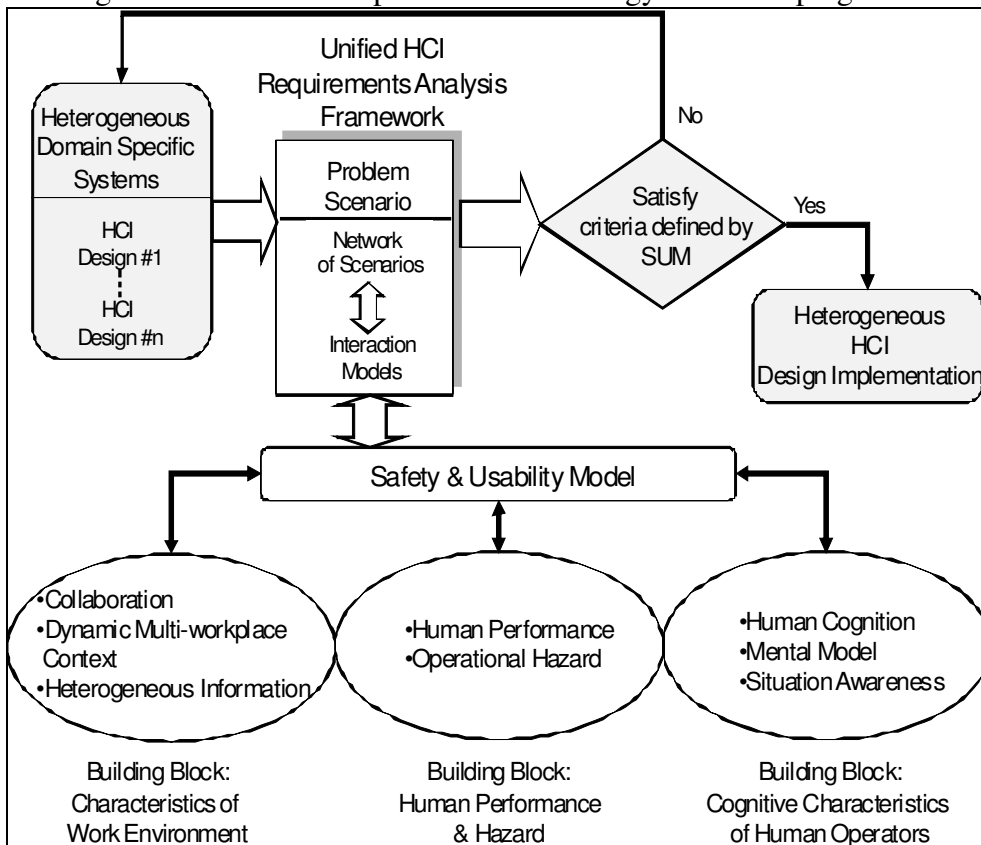 Unified HCI
Requirements Analysis
Framework
Heterogeneous
Domain Specific
Systems
HCI
Design #1
HCI
Design #n
Problem
Scenario
Network
of Scenarios
Interaction
Models
No
Satisfy
criteria defined by
SUM
Yes
Heterogeneous
HCI
Design Implementation
Safety & Usability Model
•Collaboration
•Dynamic Multi-workplace
Context
•Heterogeneous Information
•Human Performance
•Operational Hazard
•Human Cognition
•Mental Model
•Situation Awareness
Building Block:
Characteristics of
Work Environment
Building Block:
Human Performance
& Hazard
Building Block:
Cognitive Characteristics
of Human Operators